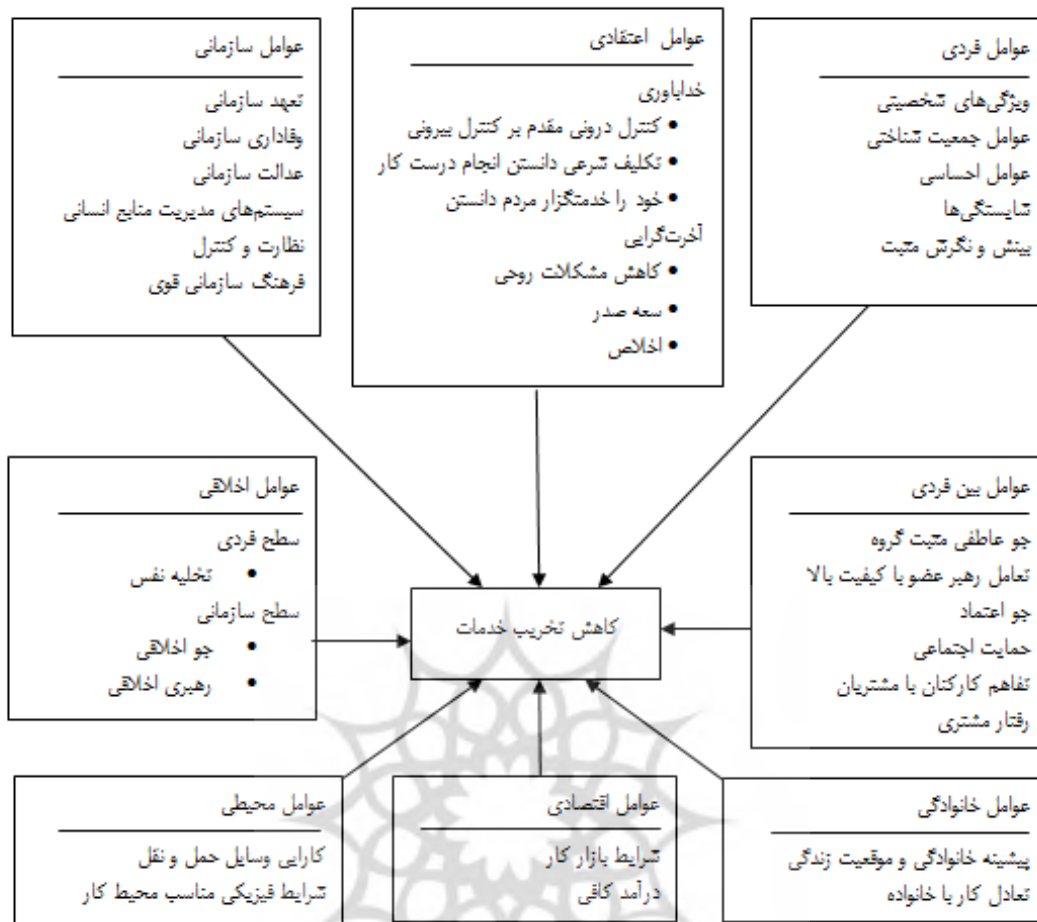 عوامل فردی
ویژگی‌های شخصیتی
عوامل جمعیت شناختی
عوامل احساسی
شایستگی‌ها
بینش و نگرش مثبت
عوامل اعتقادی
خداباوری
• کنترل درونی مقدم بر کنترل بیرونی
• تکلیف شرعی دانستن انجام درست کار
• خود را خدمتگزار مردم دانستن
آخرت‌گرایی
• کاهش مشکلات روحی
• سعه صدر
• اخلاص
عوامل سازمانی
تعهد سازمانی
وفاداری سازمانی
عدالت سازمانی
سیستم‌های مدیریت منابع انسانی
نظارت و کنترل
فرهنگ سازمانی قوی
عوامل بین فردی
جو عاطفی مثبت گروه
تعامل رهبر عضو با کیفیت بالا
جو اعتماد
حمایت اجتماعی
تفاهم کارکنان با مشتریان
رفتار مشتری
کاهش تخریب خدمات
عوامل اخلاقی
سطح فردی
• تخلیه نفس
سطح سازمانی
• جو اخلاقی
• رهبری اخلاقی
عوامل خانوادگی
پیشینه خانوادگی و موقعیت زندگی
تعادل کار با خانواده
عوامل اقتصادی
شرایط بازار کار
درآمد کافی
عوامل محیطی
کارایی وسایل حمل و نقل
شرایط فیزیکی مناسب محیط کار